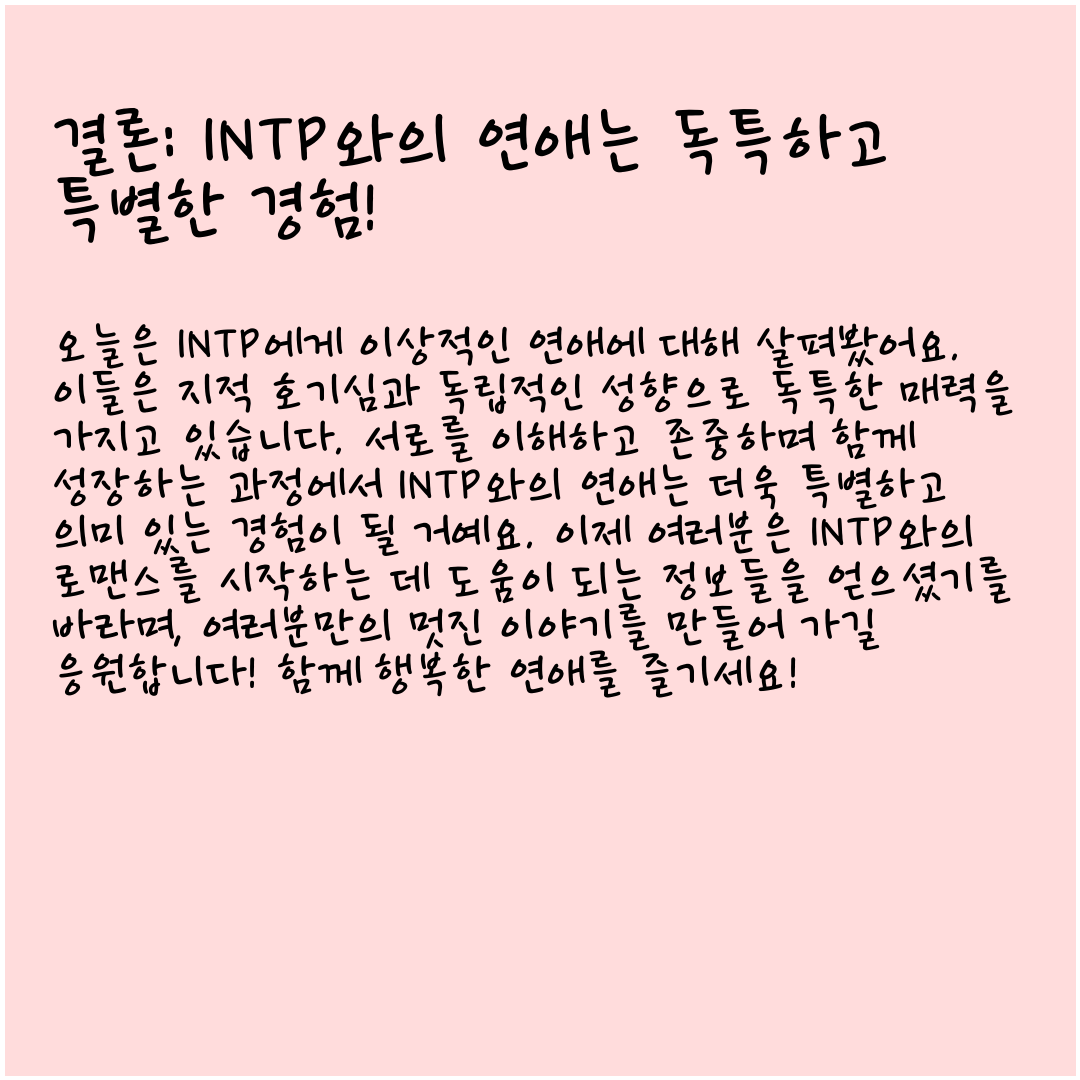 결론: INTP와의 연애는 독특하고
특별한 경험!
오늘은 INTP에게 이상적인 연애에 대해 살펴봤어요.
이들은 지적 호기심과 독립적인 성향으로 독특한 매력을
가지고 있습니다. 서로를 이해하고 존중하며 함께
성장하는 과정에서 INTP와의 연애는 더욱 특별하고
의미 있는 경험이 될 거예요. 이제 여러분은 INTP와의
로맨스를 시작하는 데 도움이 되는 정보들을 얻으셨기를
바라며, 여러분만의 멋진 이야기를 만들어 가길
응원합니다! 함께 행복한 연애를 즐기세요!